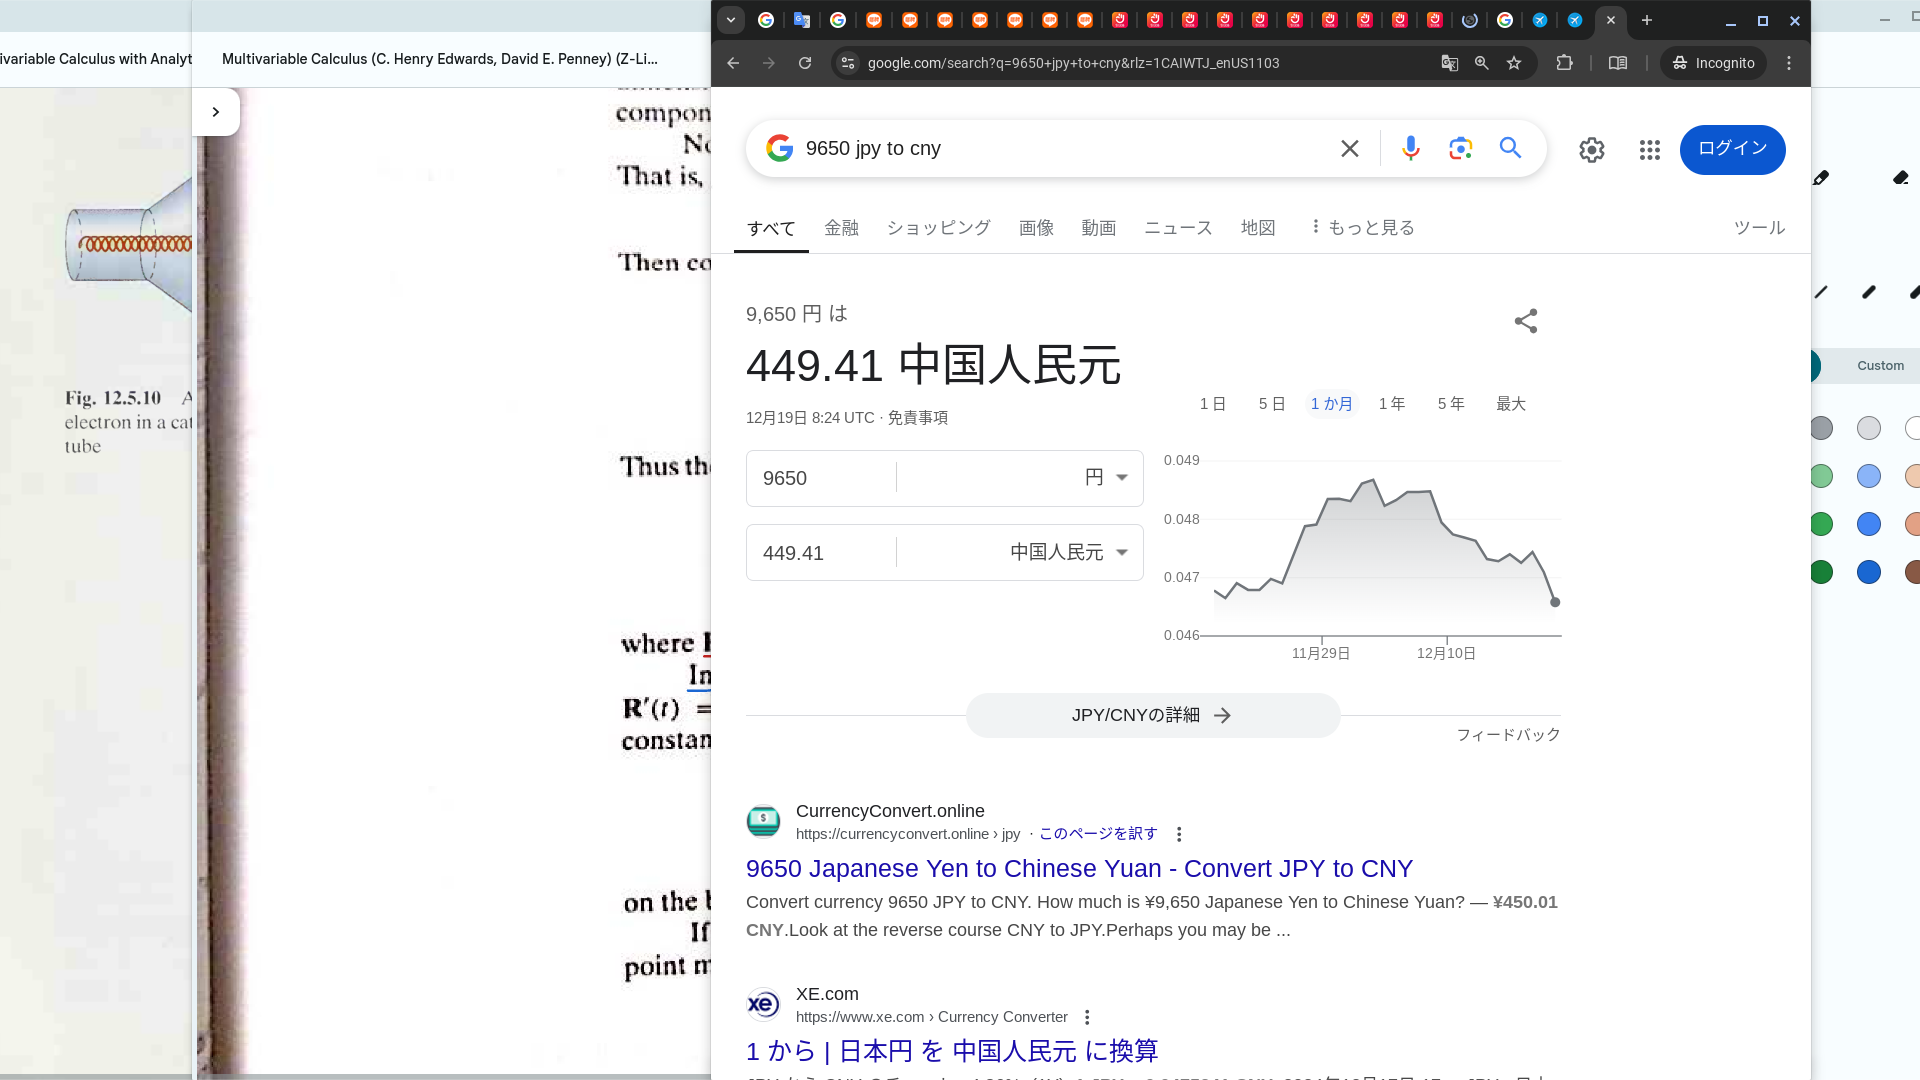 ivariable Calculus with Analyt
Multivariable Calculus (C. Henry Edwards, David E. Penney) (Z-Li...
Fig. 12.5.10 A
electron in a cat
tube
compon
No
That is,
Then co
Thus the
where
In
R′(t) =
constan
on the b
If
point m
google.com/search?q=9650+jpy+to+cny&rlz=1CAIWTJ_enUS1103
Incognito
9650 jpy to cny
ログイン
すべて 金融 ショッピング 画像 動画 ニュース 地図 もっと見る ツール
9,650 円 は
449.41 中国人民元
12月19日 8:24 UTC · 免責事項
9650 円
449.41 中国人民元
1 日 5 日 1 か月 1 年 5 年 最大
0.049
0.048
0.047
0.046
11月29日 12月10日
JPY/CNYの詳細
フィードバック
CurrencyConvert.online
https://currencyconvert.online › jpy · このページを訳す
9650 Japanese Yen to Chinese Yuan - Convert JPY to CNY
Convert currency 9650 JPY to CNY. How much is ¥9,650 Japanese Yen to Chinese Yuan? — ¥450.01
CNY.Look at the reverse course CNY to JPY.Perhaps you may be ...
xe
XE.com
https://www.xe.com › Currency Converter
1 から | 日本円 を 中国人民元 に換算
Custom